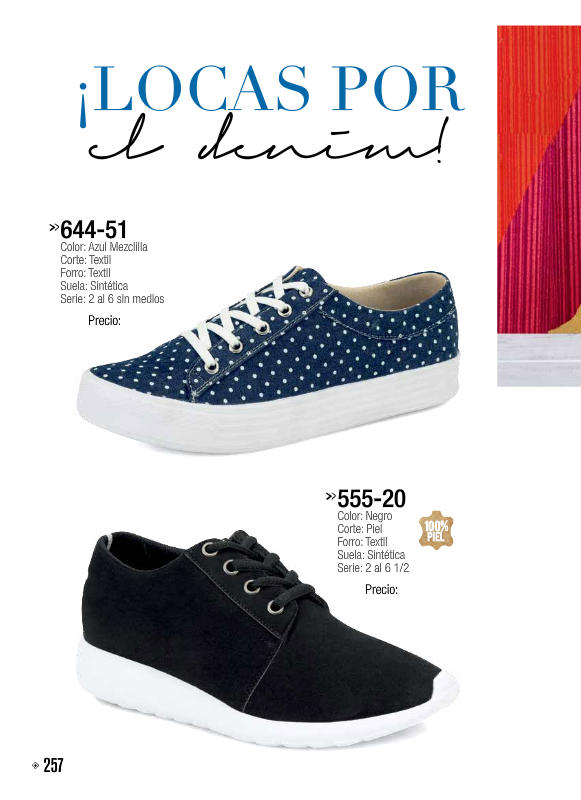 ¡LOCAS POR
el denim!
644-51
Color: Azul Mezclilla
Corte: Textil
Forro: Textil
Suela: Sintética
Serie: 2 al 6 sin medios
Precio:
555-20
Color: Negro
Corte: Piel
Forro: Textil
Suela: Sintética
Serie: 2 al 6 1/2
Precio:
100%
PIEL
257